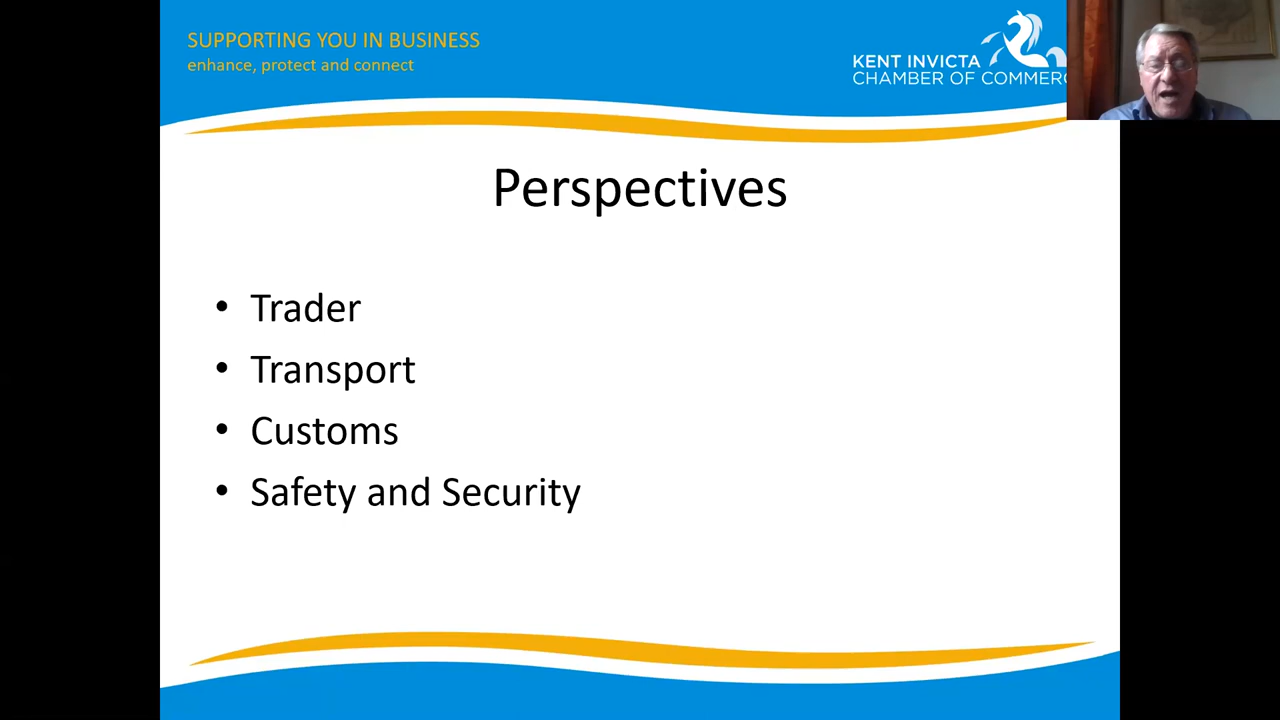 SUPPORTING YOU IN BUSINESS
enhance, protect and connect
KENT INVICTA
CHAMBER OF COMMERC
Perspectives
• Trader
• Transport
• Customs
• Safety and Security